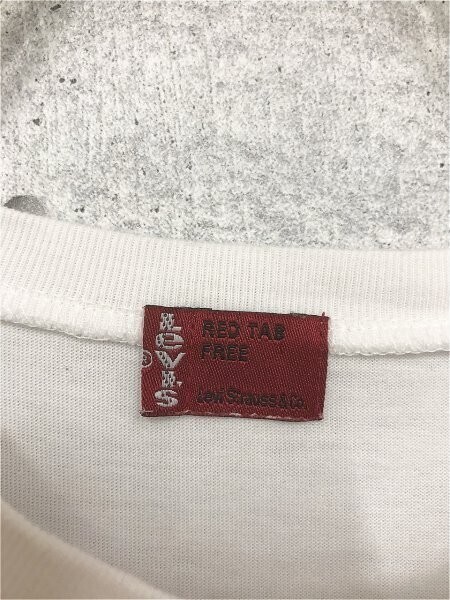 LeVI.S
®
RED TAB
FREE
Levi Strauss & Co.